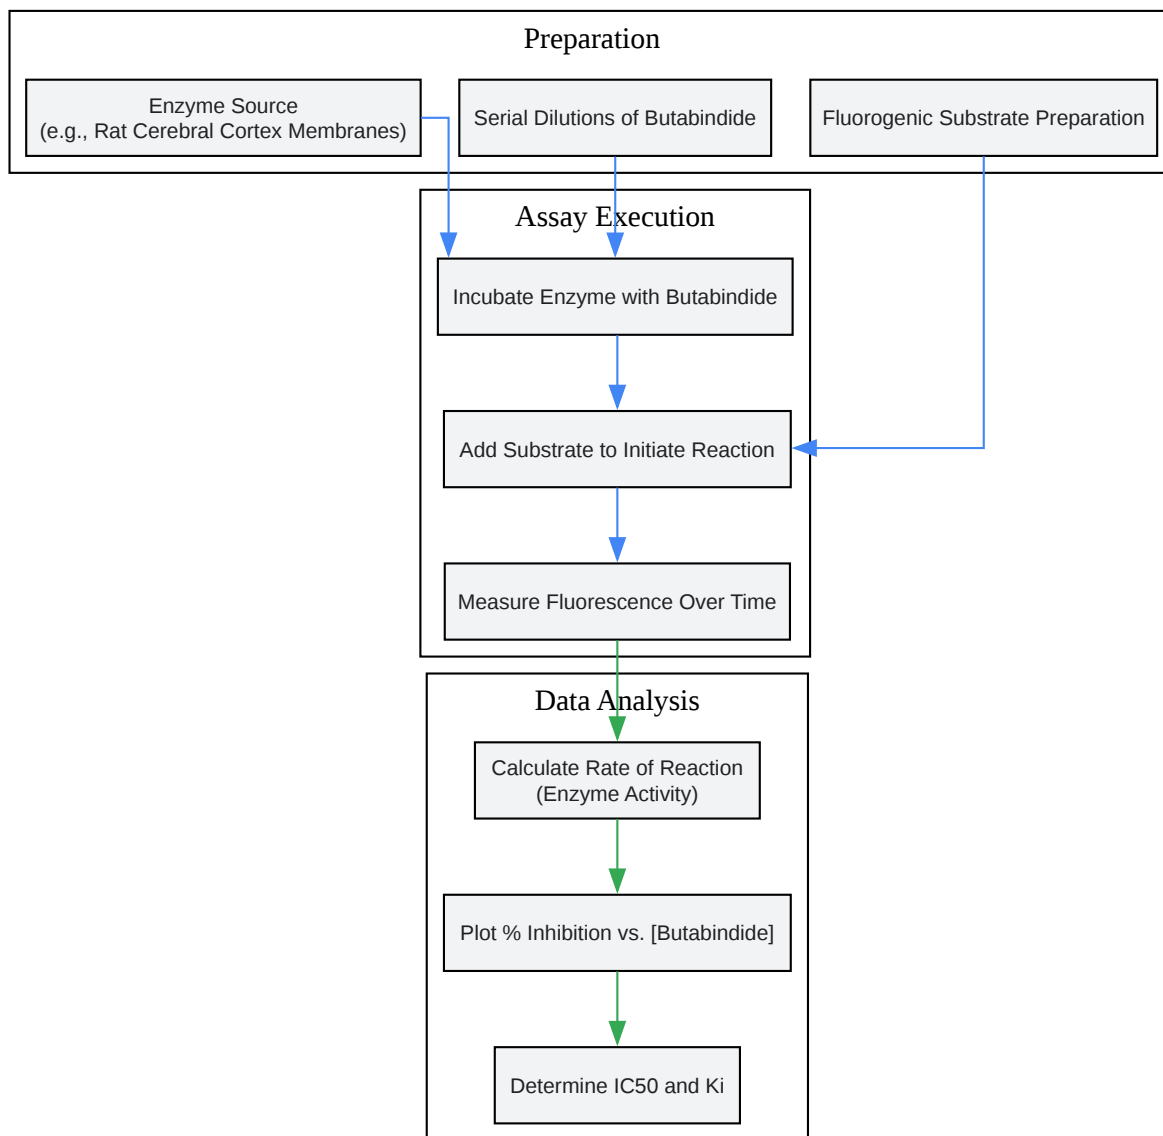 Preparation
Enzyme Source
(e.g., Rat Cerebral Cortex Membranes)
Serial Dilutions of Butabindide
Fluorogenic Substrate Preparation
Assay Execution
Incubate Enzyme with Butabindide
Add Substrate to Initiate Reaction
Measure Fluorescence Over Time
Data Analysis
Calculate Rate of Reaction
(Enzyme Activity)
Plot % Inhibition vs. [Butabindide]
Determine IC50 and Ki